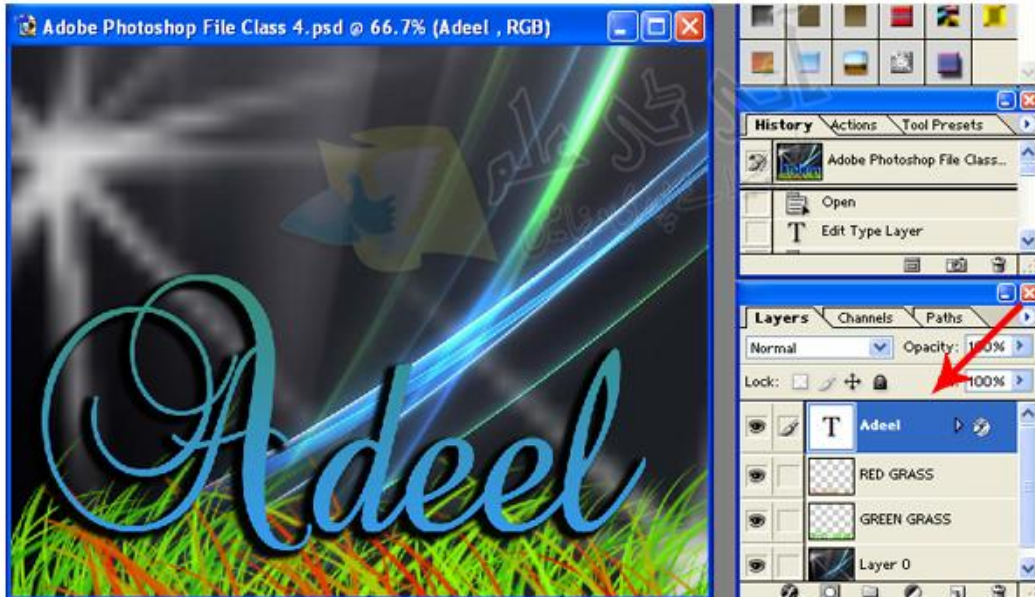 Adobe Photoshop File Class 4.psd @ 66.7% (Adeel , RGB)
Adeel
History Actions Tool Presets
Adobe Photoshop File Class...
Open
T Edit Type Layer
Layers Channels Paths
Normal Opacity: 100%
Lock: 100%
T Adeel
RED GRASS
GREEN GRASS
Layer 0